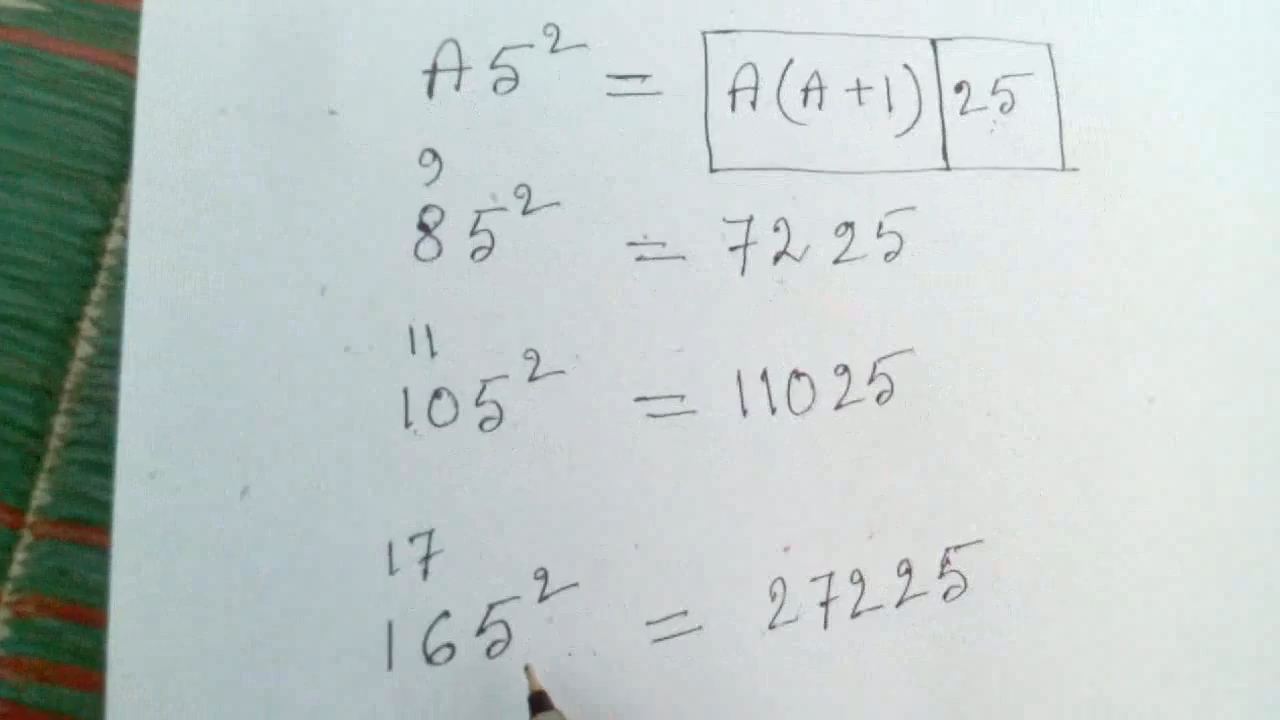 A5² = A(A+1) 25
9
85² = 7225
11
105² = 11025
17
165² = 27225